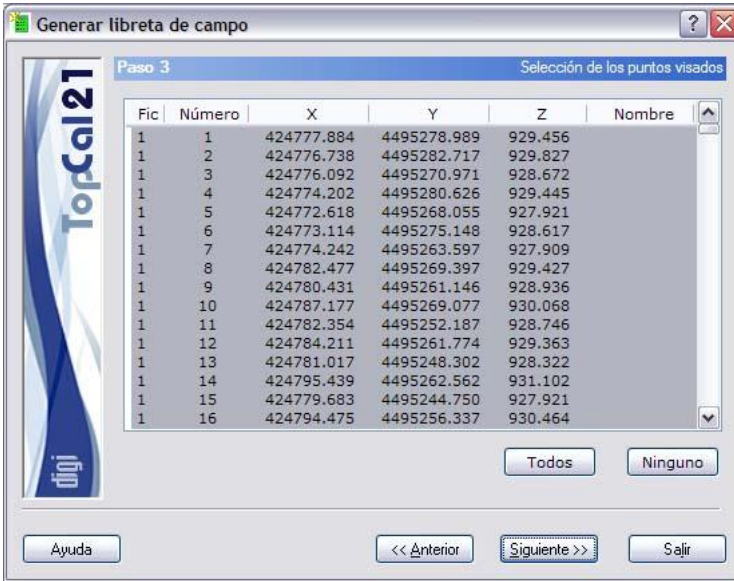 Generar libreta de campo
TopCal 21
digi
Paso 3 Selección de los puntos visados
Fic Número X Y Z Nombre
1 1 424777.884 4495278.989 929.456
1 2 424776.738 4495282.717 929.827
1 3 424776.092 4495270.971 928.672
1 4 424774.202 4495280.626 929.445
1 5 424772.618 4495268.055 927.921
1 6 424773.114 4495275.148 928.617
1 7 424774.242 4495263.597 927.909
1 8 424782.477 4495269.397 929.427
1 9 424780.431 4495261.146 928.936
1 10 424787.177 4495269.077 930.068
1 11 424782.354 4495252.187 928.746
1 12 424784.211 4495261.774 929.363
1 13 424781.017 4495248.302 928.322
1 14 424795.439 4495262.562 931.102
1 15 424779.683 4495244.750 927.921
1 16 424794.475 4495256.337 930.464
Todos Ninguno
Ayuda << Anterior Siguiente >> Salir